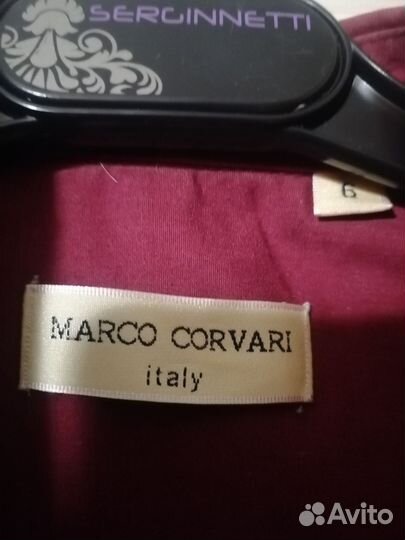 SERGINNETTI
6
MARCO CORVARI
italy
Avito